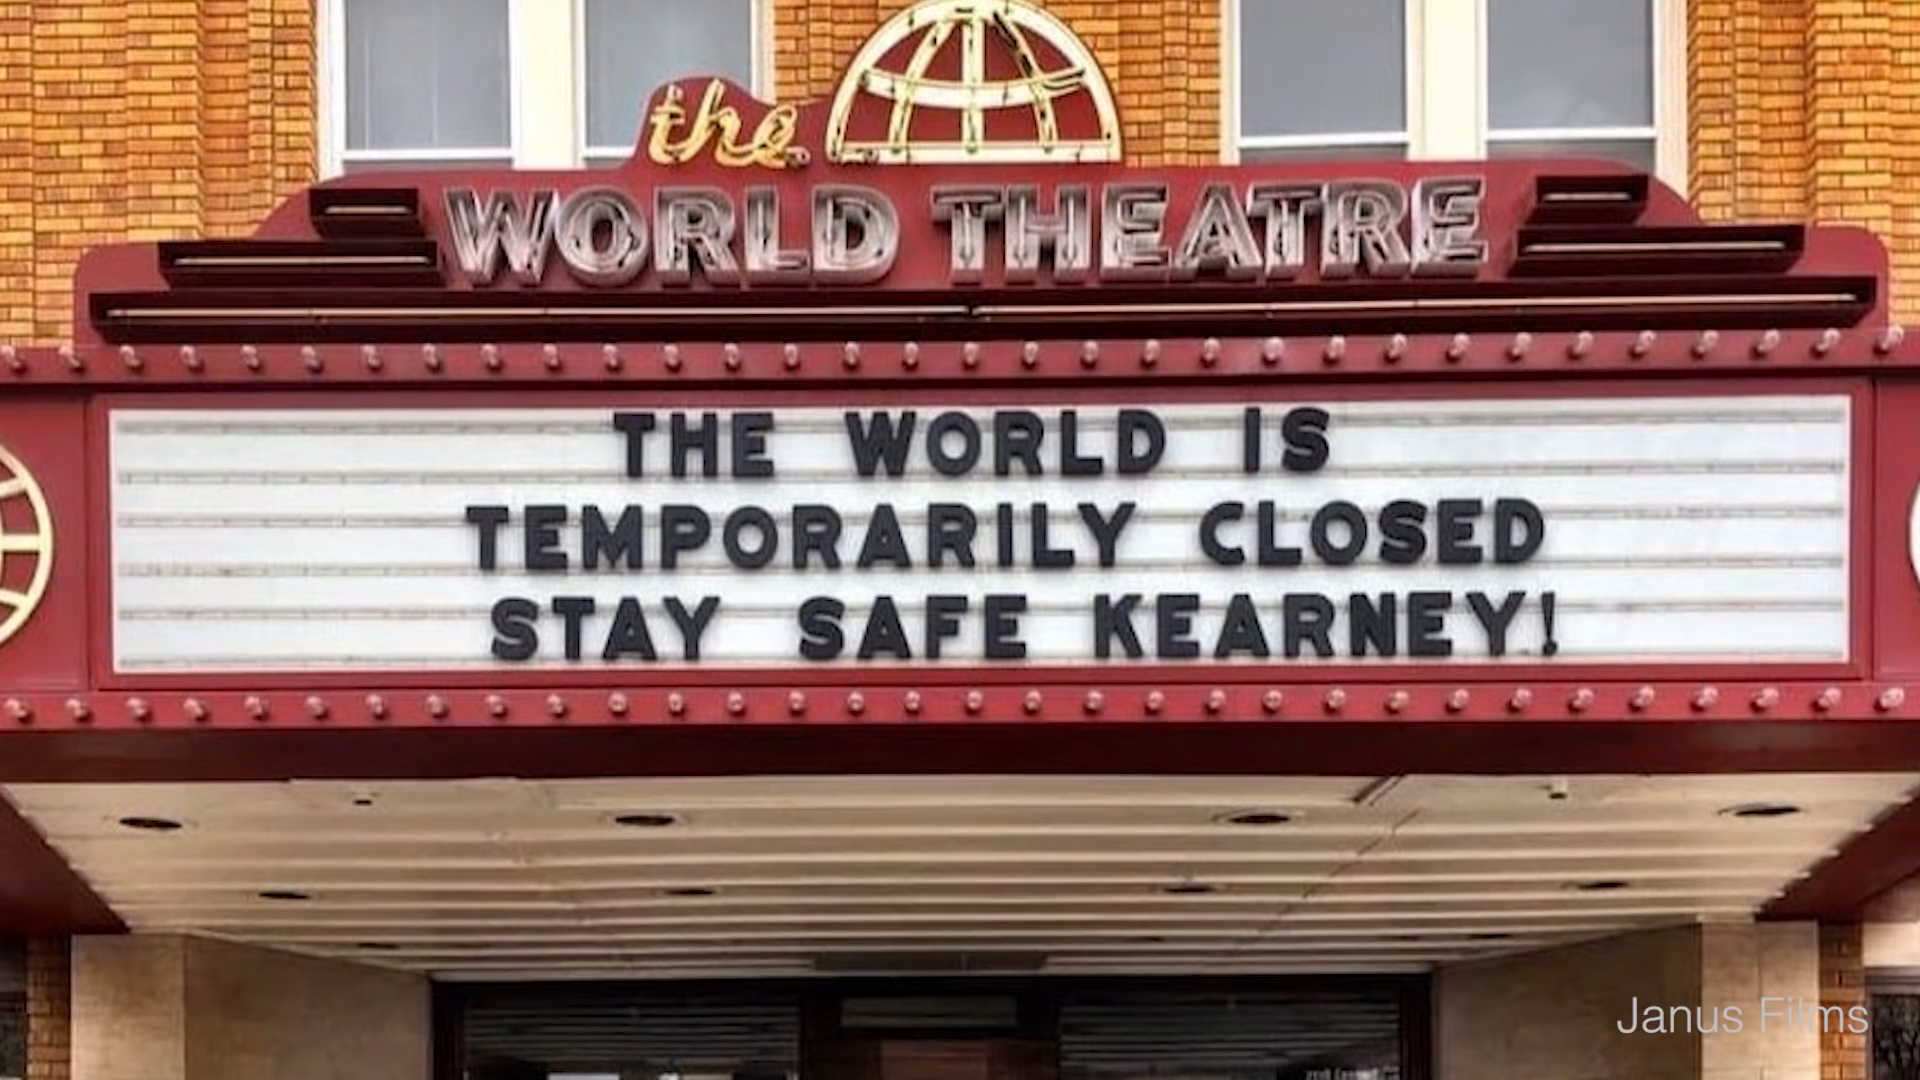 the
WORLD THEATRE
THE WORLD IS
TEMPORARILY CLOSED
STAY SAFE KEARNEY!
Janus Films